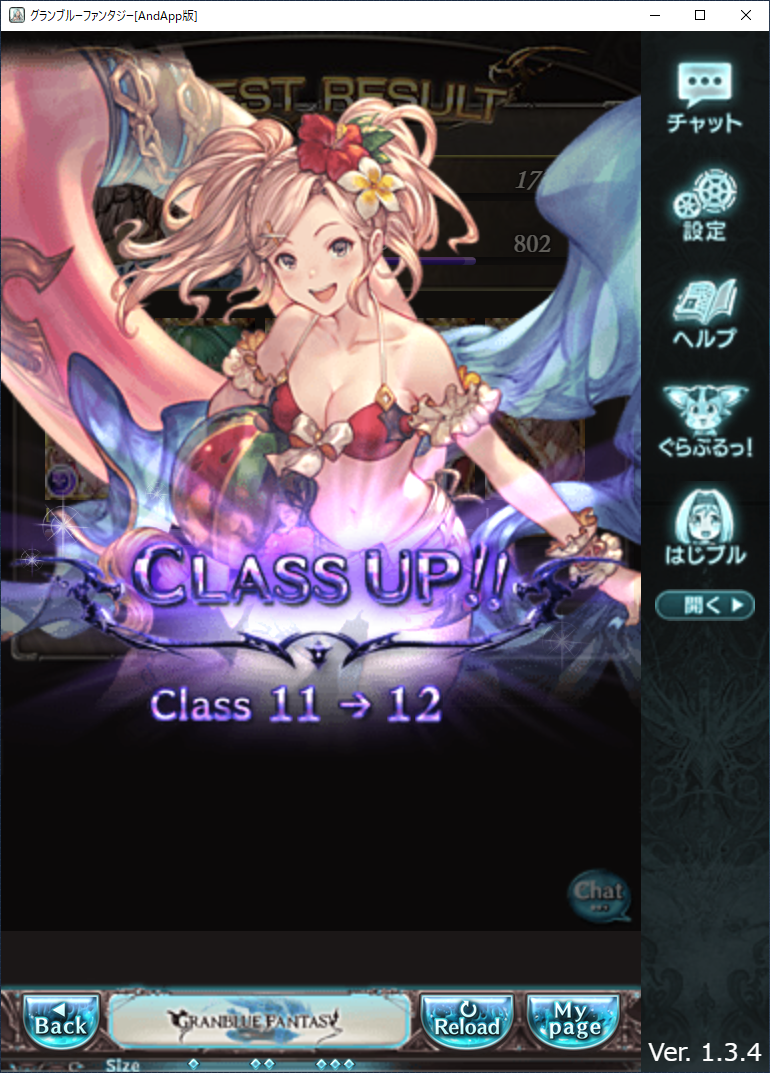 グランブルーファンタジー[AndApp版]
EST RESULT
チャット
17
設定
802
ヘルプ
ぐらぶるっ!
CLASS UP!!
はじブル
開く
Class 11 → 12
Chat
Back
GRANBLUE FANTASY
Reload
My page
Ver. 1.3.4
Size